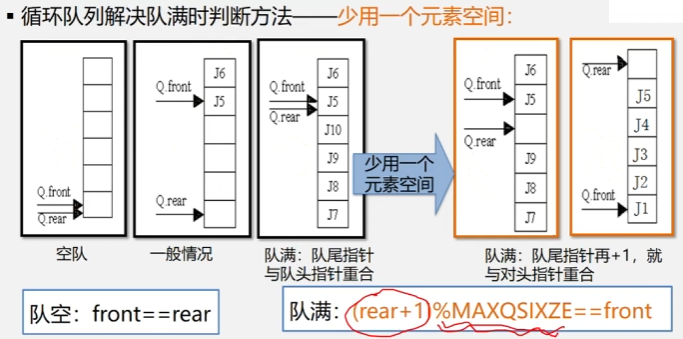 ▪ 循环队列解决队满时判断方法——少用一个元素空间：
Q.front
Q.rear
空队
J6
J5
Q.front
Q.rear
一般情况
J6
J5
J10
J9
J8
J7
Q.front
Q.rear
队满：队尾指针
与队头指针重合
少用一个
元素空间
J6
J5
J9
J8
J7
Q.front
Q.rear
Q.rear
J5
J4
J3
J2
J1
Q.front
队满：队尾指针再+1，就
与对头指针重合
队空：front==rear
队满：(rear+1)%MAXQSIXZE==front